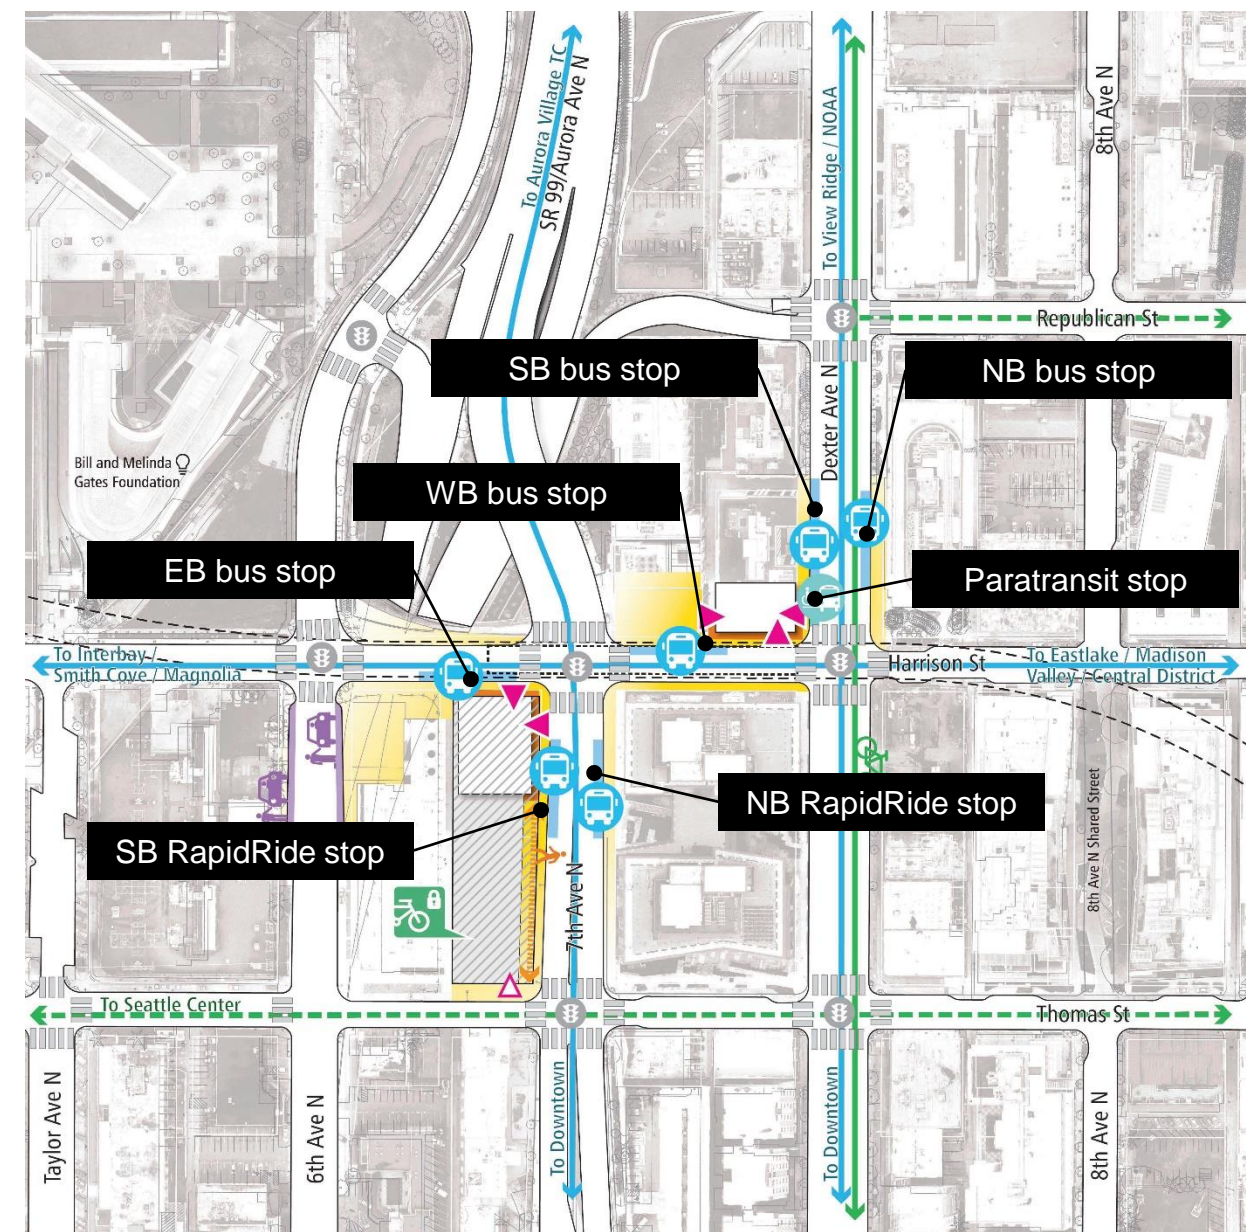 To Aurora Village TC
SR 99/Aurora Ave N
To View Ridge / NOAA
8th Ave N
Republican St
SB bus stop
NB bus stop
Dexter Ave N
Bill and Melinda
Gates Foundation
WB bus stop
EB bus stop
Paratransit stop
To Interbay /
Smith Cove / Magnolia
Harrison St
To Eastlake / Madison
Valley / Central District
NB RapidRide stop
SB RapidRide stop
8th Ave N Shared Street
7th Ave N
To Seattle Center
Thomas St
Taylor Ave N
6th Ave N
To Downtown
To Downtown
8th Ave N